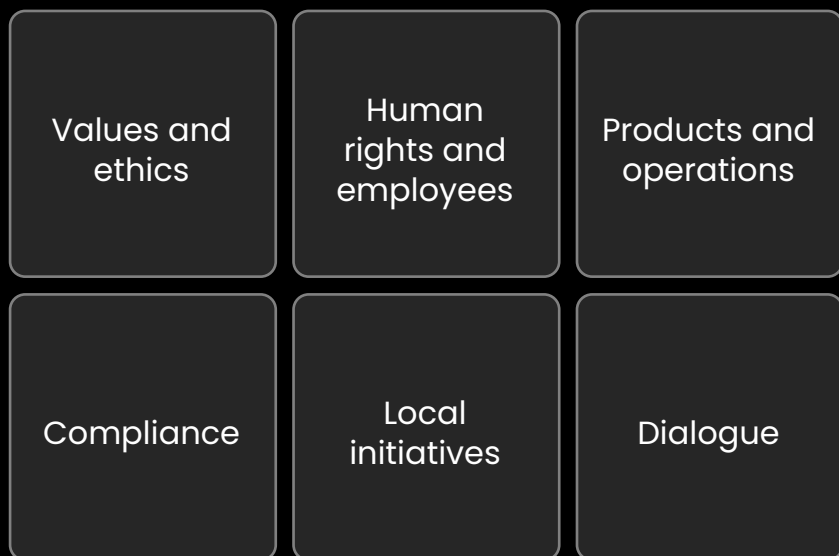 Values and
ethics
Human
rights and
employees
Products and
operations
Compliance
Local
initiatives
Dialogue